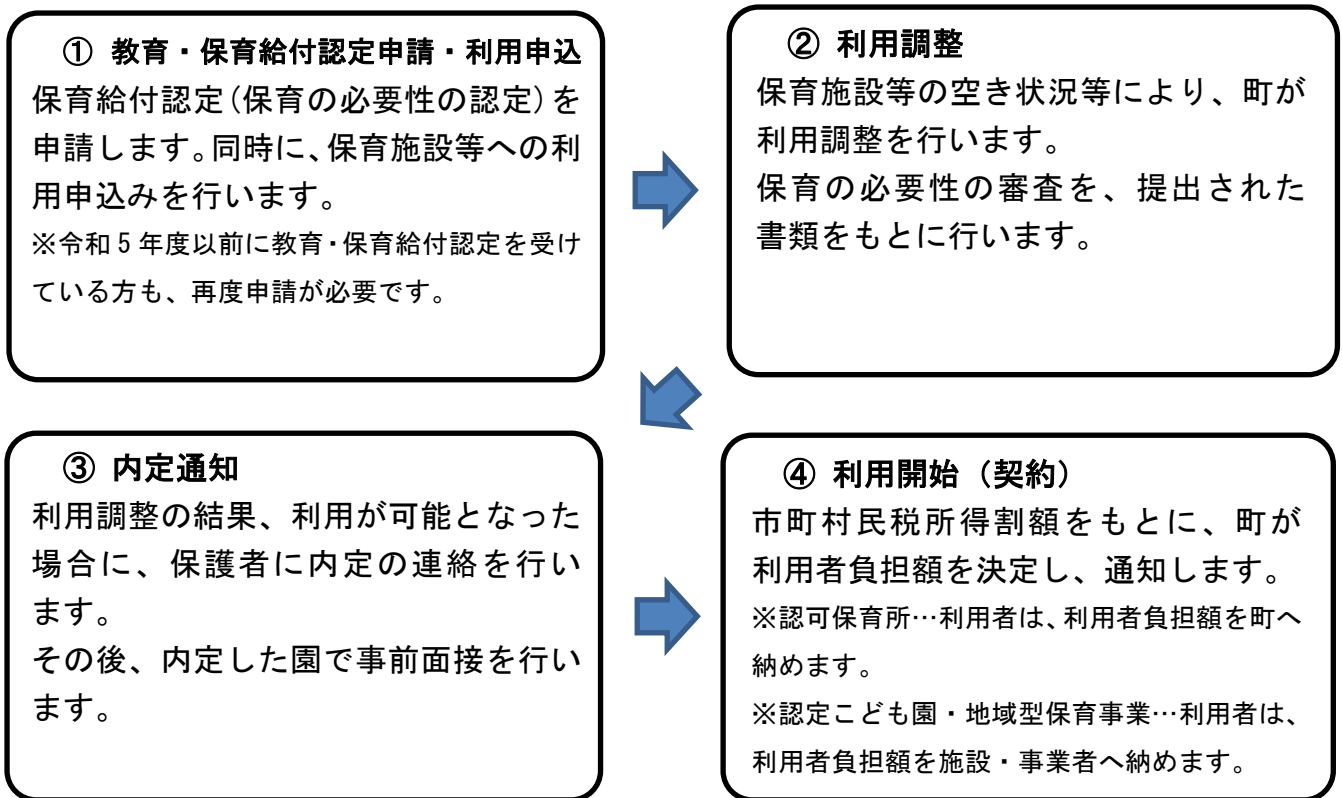 ① 教育・保育給付認定申請・利用申込
保育給付認定(保育の必要性の認定)を
申請します。同時に、保育施設等への利
用申込みを行います。
※令和5年度以前に教育・保育給付認定を受け
ている方も、再度申請が必要です。
② 利用調整
保育施設等の空き状況等により、町が
利用調整を行います。
保育の必要性の審査を、提出された
書類をもとに行います。
③ 内定通知
利用調整の結果、利用が可能となった
場合に、保護者に内定の連絡を行い
ます。
その後、内定した園で事前面接を行い
ます。
④ 利用開始(契約)
市町村民税所得割額をもとに、町が
利用者負担額を決定し、通知します。
※認可保育所…利用者は、利用者負担額を町へ
納めます。
※認定こども園・地域型保育事業…利用者は、
利用者負担額を施設・事業者へ納めます。